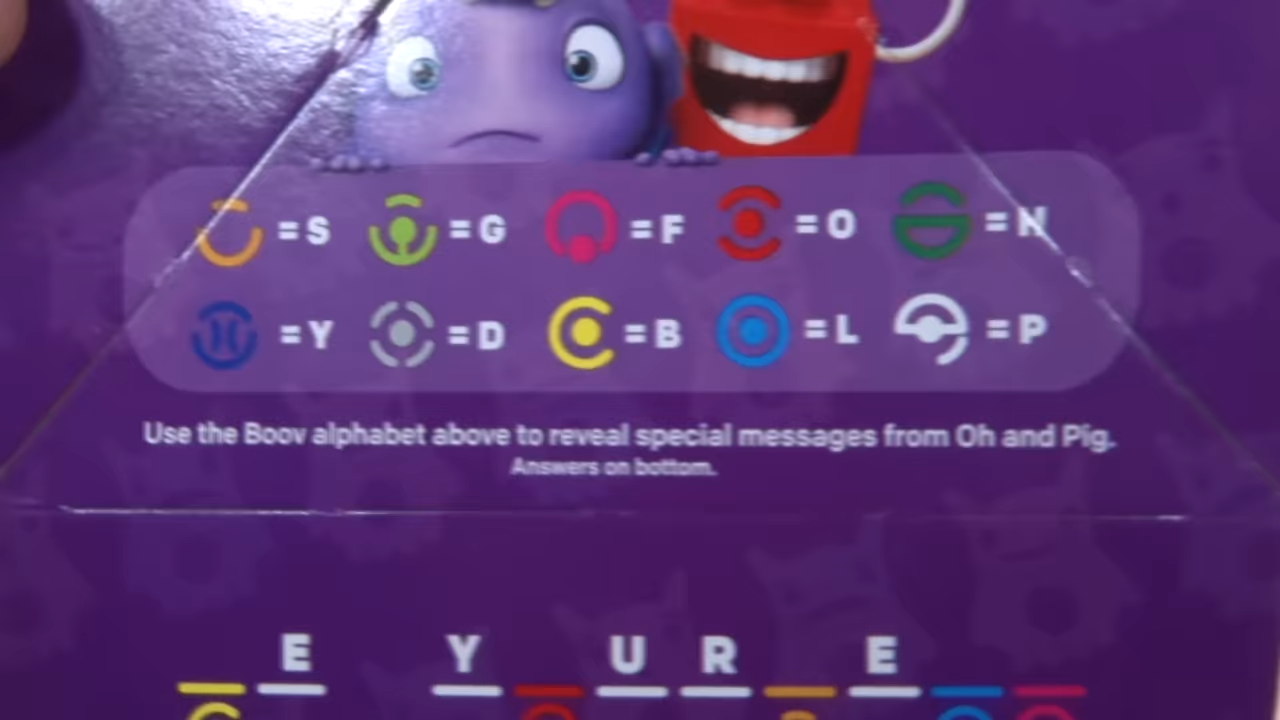 =S =G =F =O =N
=Y =D =B =L =P
Use the Boov alphabet above to reveal special messages from Oh and Pig.
Answers on bottom.
E Y U R E